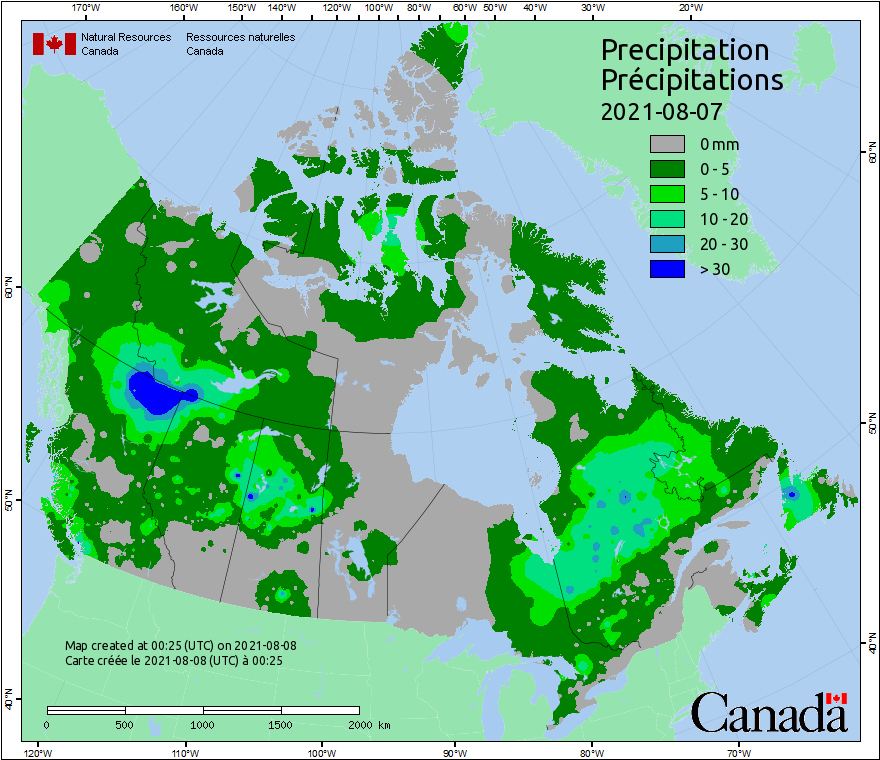 170°W 160°W 150°W 140°W 120°W 100°W 80°W 60°W 50°W 40°W 30°W 20°W
Natural Resources Ressources naturelles
Canada Canada
Precipitation
Précipitations
2021-08-07
0 mm
0 - 5
5 - 10
10 - 20
20 - 30
> 30
60°N 60°N
50°N 50°N
40°N 40°N
Map created at 00:25 (UTC) on 2021-08-08
Carte créée le 2021-08-08 (UTC) à 00:25
0 500 1000 1500 2000 km
Canada
120°W 110°W 100°W 90°W 80°W 70°W